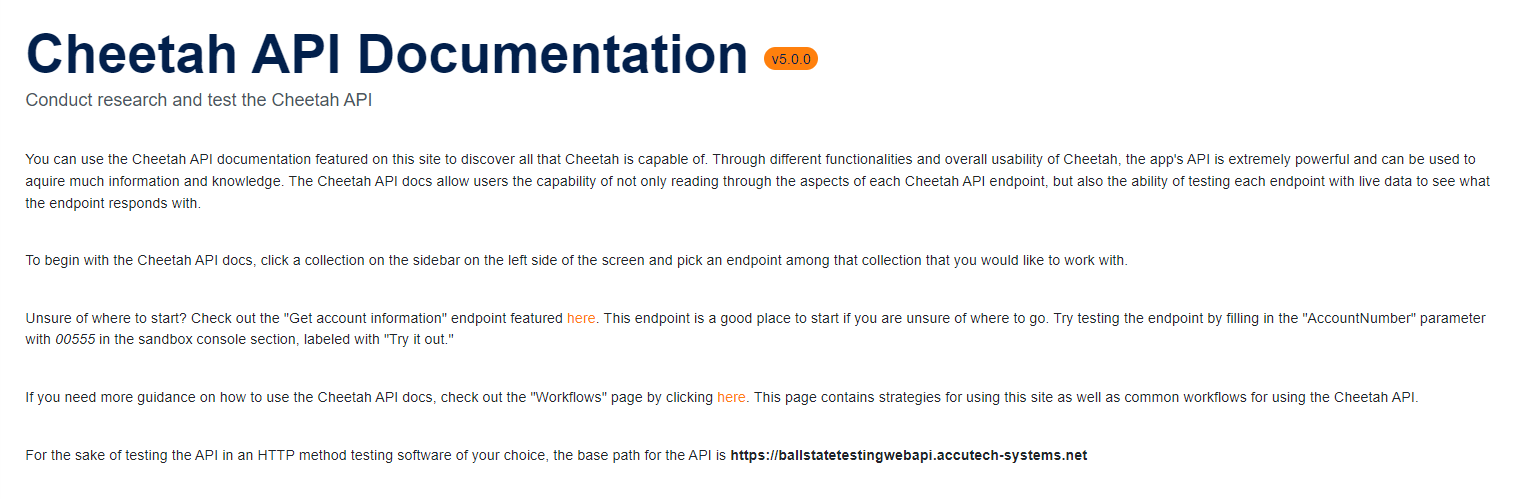 Cheetah API Documentation v5.0.0
Conduct research and test the Cheetah API
You can use the Cheetah API documentation featured on this site to discover all that Cheetah is capable of. Through different functionalities and overall usability of Cheetah, the app's API is extremely powerful and can be used to
aquire much information and knowledge. The Cheetah API docs allow users the capability of not only reading through the aspects of each Cheetah API endpoint, but also the ability of testing each endpoint with live data to see what
the endpoint responds with.
To begin with the Cheetah API docs, click a collection on the sidebar on the left side of the screen and pick an endpoint among that collection that you would like to work with.
Unsure of where to start? Check out the "Get account information" endpoint featured here. This endpoint is a good place to start if you are unsure of where to go. Try testing the endpoint by filling in the "AccountNumber" parameter
with 00555 in the sandbox console section, labeled with "Try it out."
If you need more guidance on how to use the Cheetah API docs, check out the "Workflows" page by clicking here. This page contains strategies for using this site as well as common workflows for using the Cheetah API.
For the sake of testing the API in an HTTP method testing software of your choice, the base path for the API is https://ballstatetestingwebapi.accutech-systems.net